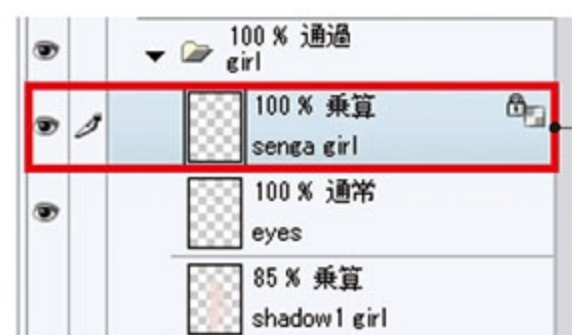 100 % 通過
girl
100 % 乗算
senga girl
100 % 通常
eyes
85 % 乗算
shadow1 girl